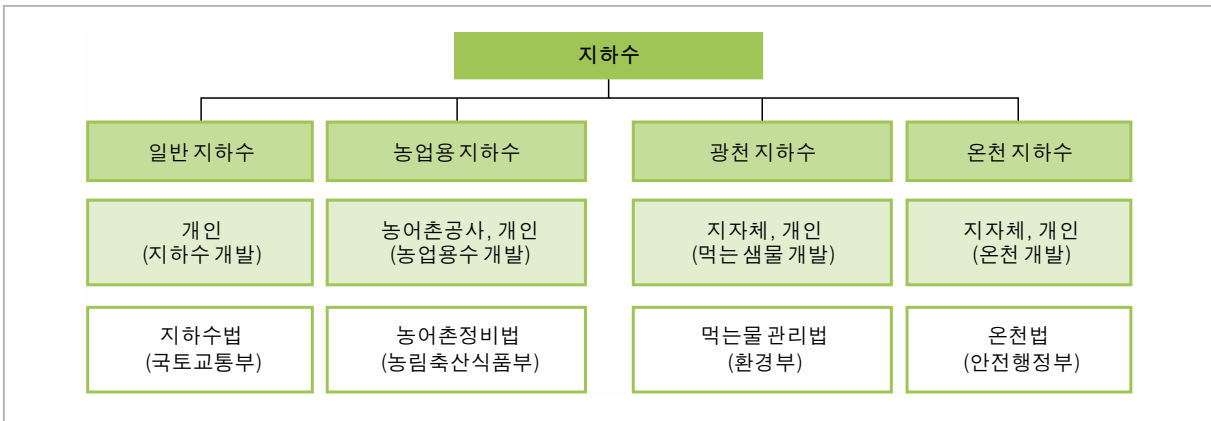 지하수
일반 지하수
농업용 지하수
광천 지하수
온천 지하수
개인
(지하수 개발)
농어촌공사, 개인
(농업용수 개발)
지자체, 개인
(먹는 샘물 개발)
지자체, 개인
(온천 개발)
지하수법
(국토교통부)
농어촌정비법
(농림축산식품부)
먹는물 관리법
(환경부)
온천법
(안전행정부)